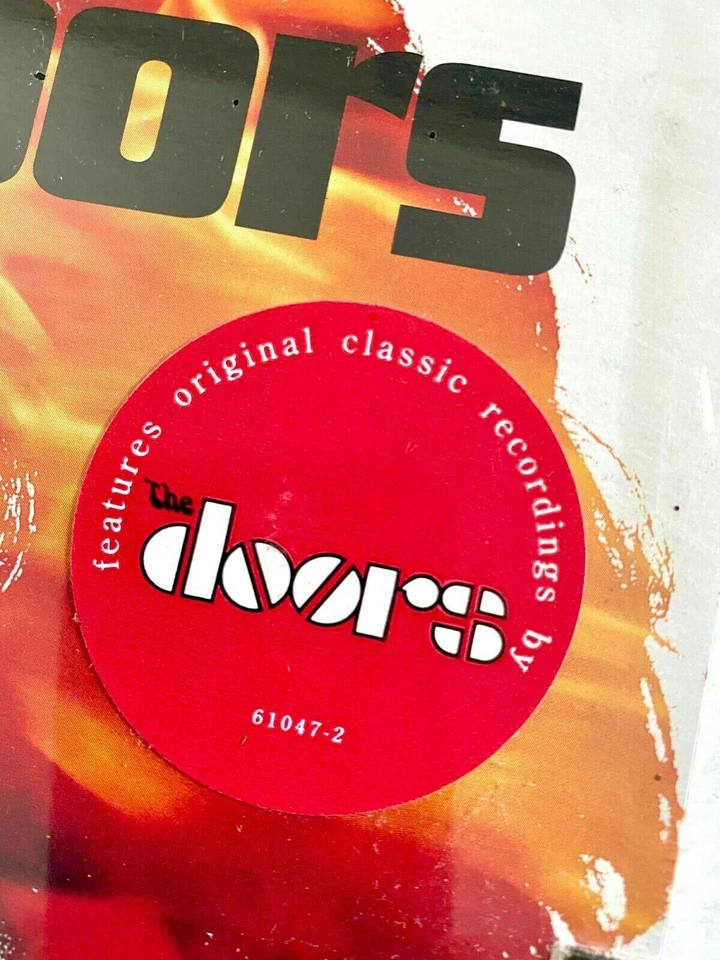 oors
features original classic recordings by
The
doors
61047-2